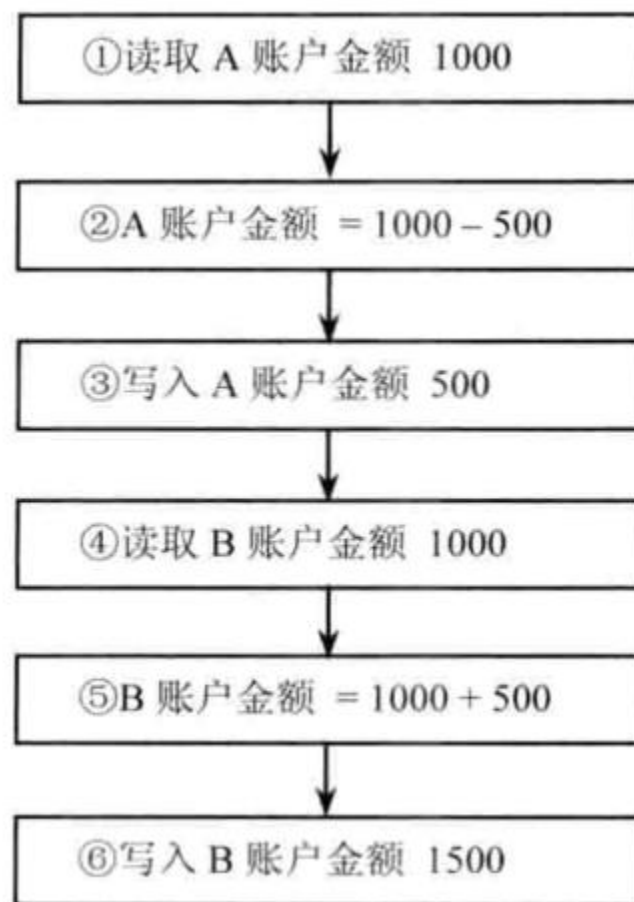 ①读取 A 账户金额 1000
②A 账户金额 = 1000 – 500
③写入 A 账户金额 500
④读取 B 账户金额 1000
⑤B 账户金额 = 1000 + 500
⑥写入 B 账户金额 1500